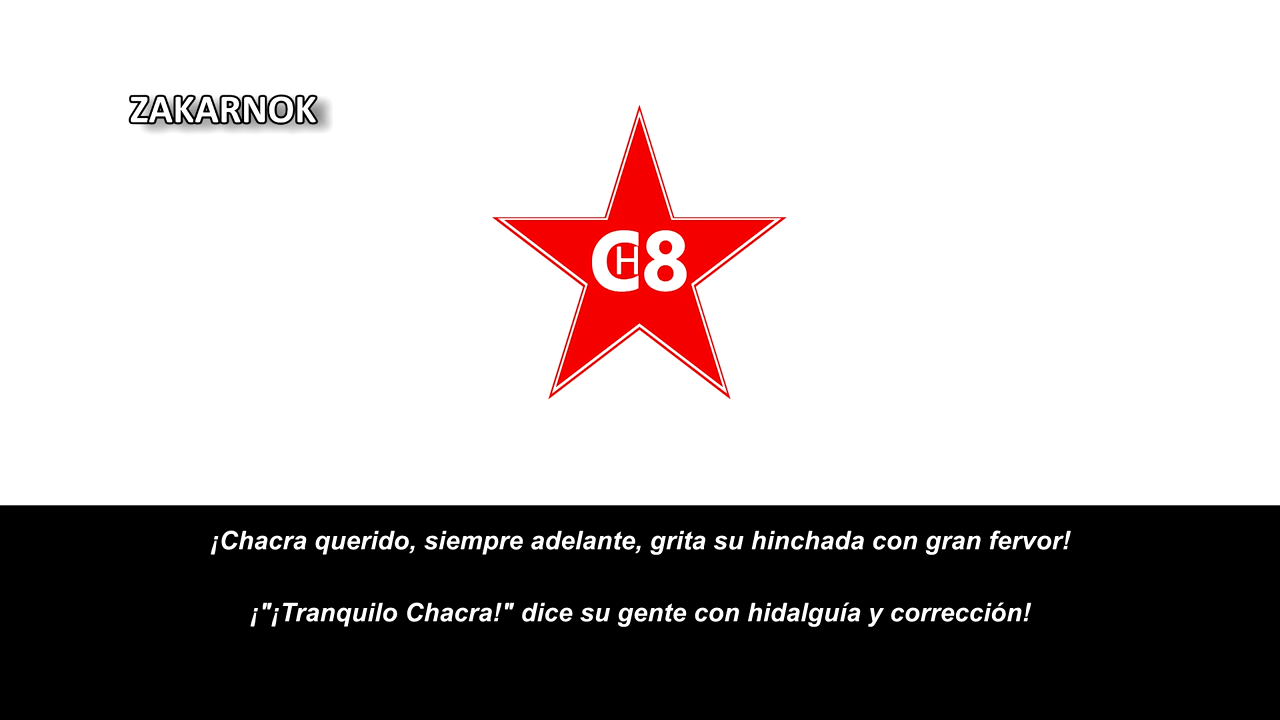 ZAKARNOK
CH8
¡Chacra querido, siempre adelante, grita su hinchada con gran fervor!
¡"¡Tranquilo Chacra!" dice su gente con hidalguía y corrección!